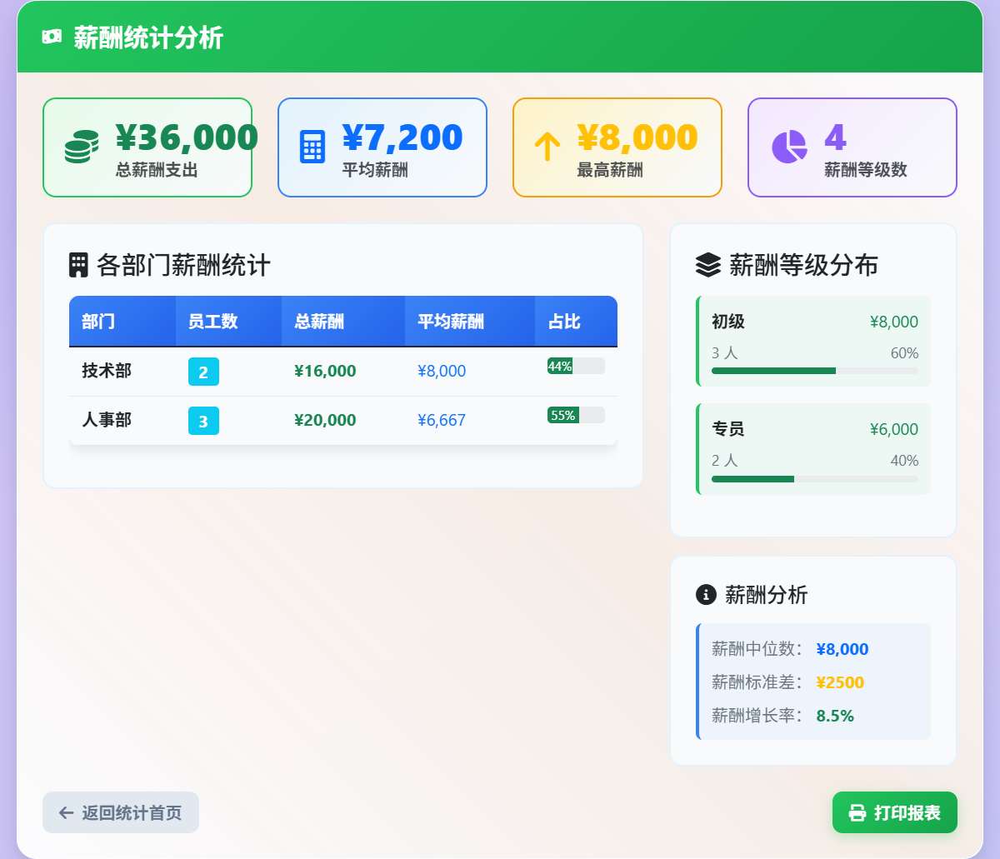 薪酬统计分析
¥36,000
总薪酬支出
¥7,200
平均薪酬
¥8,000
最高薪酬
4
薪酬等级数
各部门薪酬统计
部门 员工数 总薪酬 平均薪酬 占比
技术部 2 ¥16,000 ¥8,000 44%
人事部 3 ¥20,000 ¥6,667 55%
薪酬等级分布
初级 ¥8,000
3 人 60%
专员 ¥6,000
2 人 40%
薪酬分析
薪酬中位数： ¥8,000
薪酬标准差： ¥2500
薪酬增长率： 8.5%
返回统计首页
打印报表